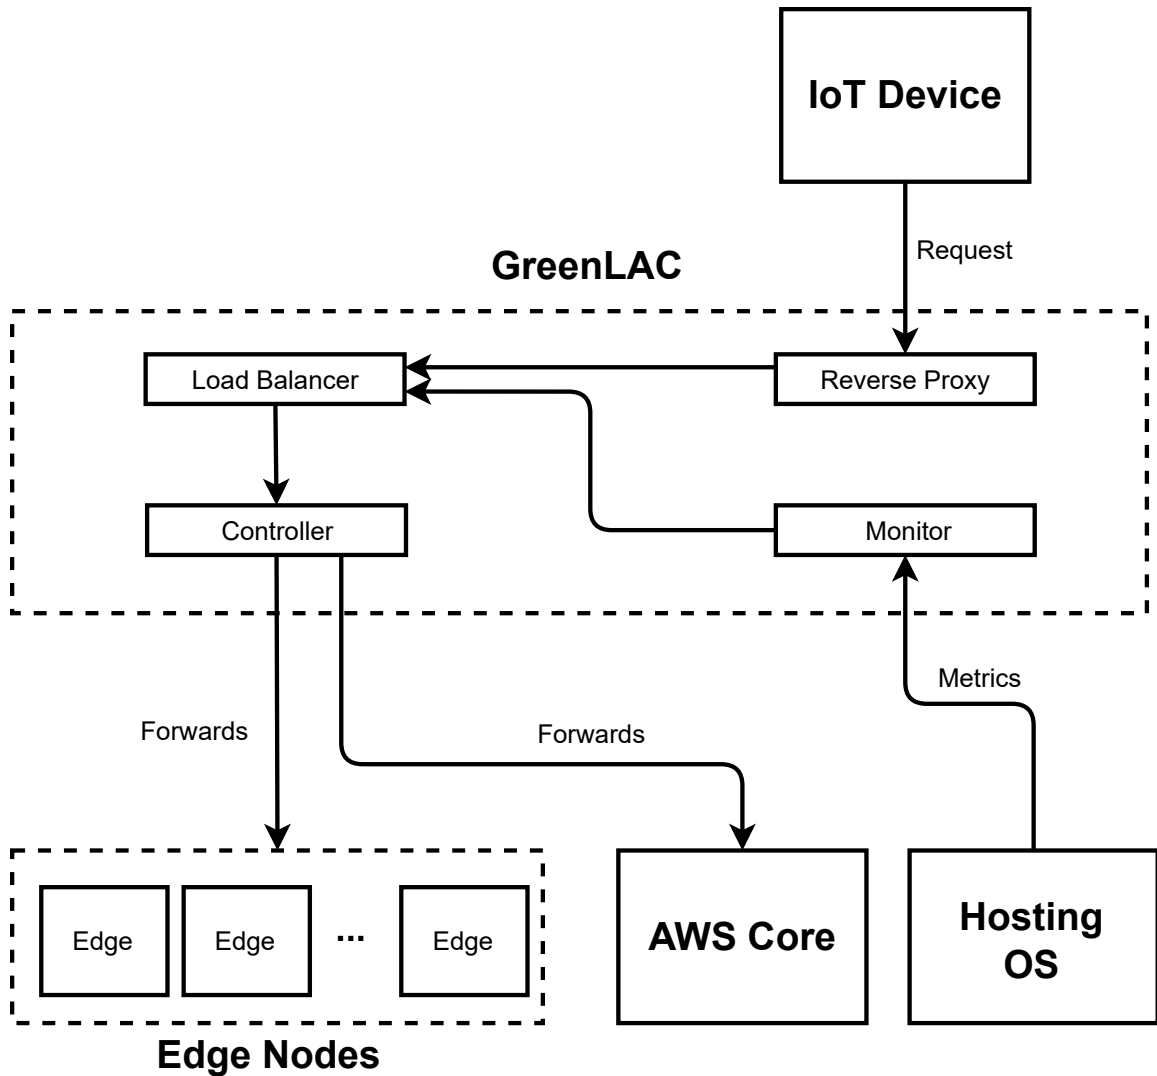 IoT Device
Request
GreenLAC
Load Balancer
Reverse Proxy
Controller
Monitor
Metrics
Forwards
Forwards
Edge
Edge
...
Edge
AWS Core
Hosting
OS
Edge Nodes